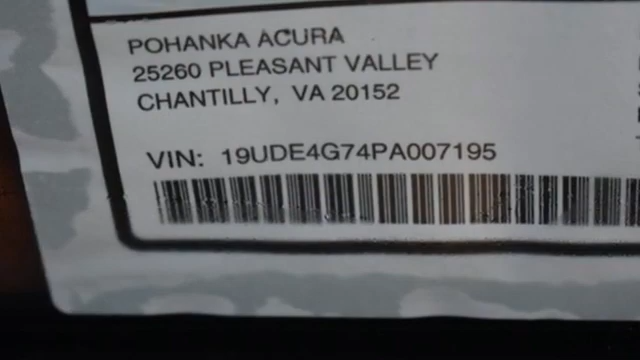 POHANKA ACURA
25260 PLEASANT VALLEY
CHANTILLY, VA 20152
VIN: 19UDE4G74PA007195